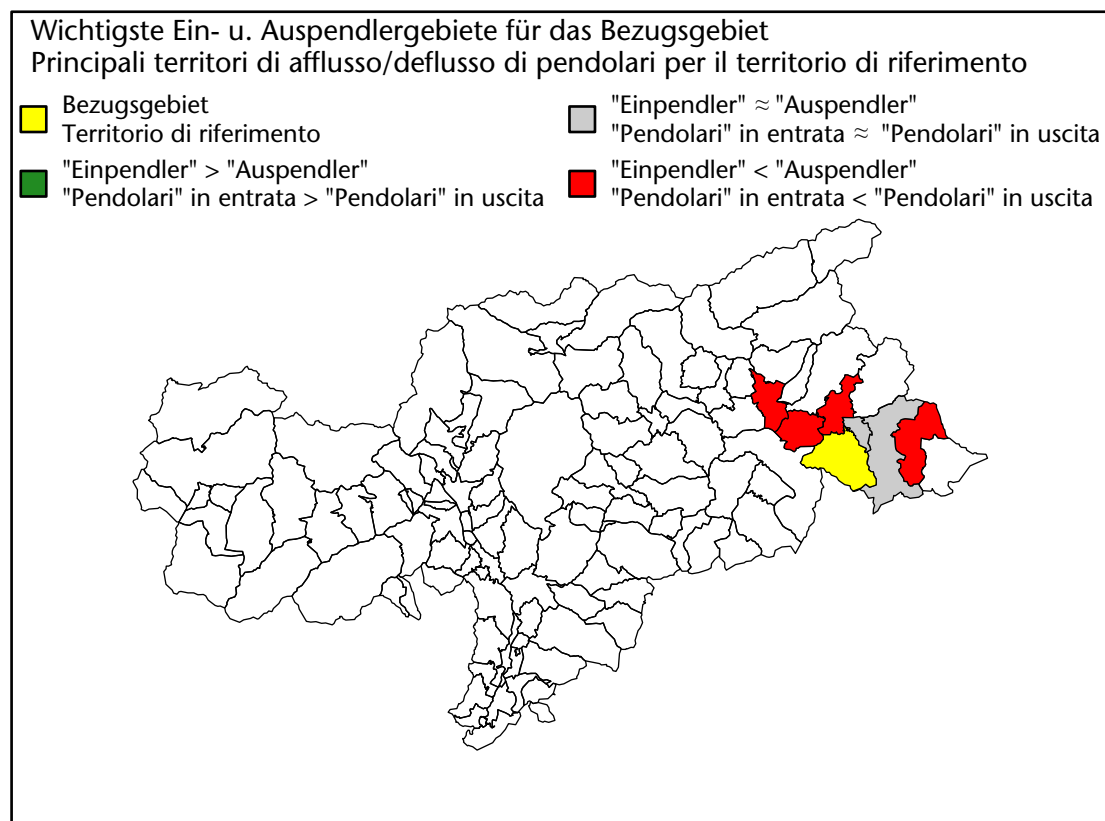 Wichtigste Ein- u. Auspendlergebiete für das Bezugsgebiet
Principali territori di afflusso/deflusso di pendolari per il territorio di riferimento
Bezugsgebiet
Territorio di riferimento
"Einpendler" > "Auspendler"
"Pendolari" in entrata > "Pendolari" in uscita
"Einpendler" ≈ "Auspendler"
"Pendolari" in entrata ≈ "Pendolari" in uscita
"Einpendler" < "Auspendler"
"Pendolari" in entrata < "Pendolari" in uscita